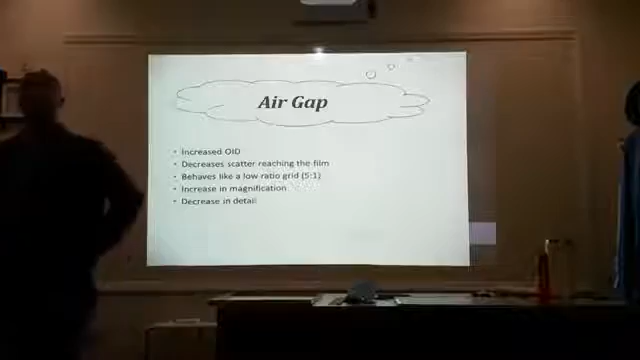 Air Gap
• Increased OID
• Decreases scatter reaching the film
• Behaves like a low ratio grid (5:1)
• Increase in magnification
• Decrease in detail